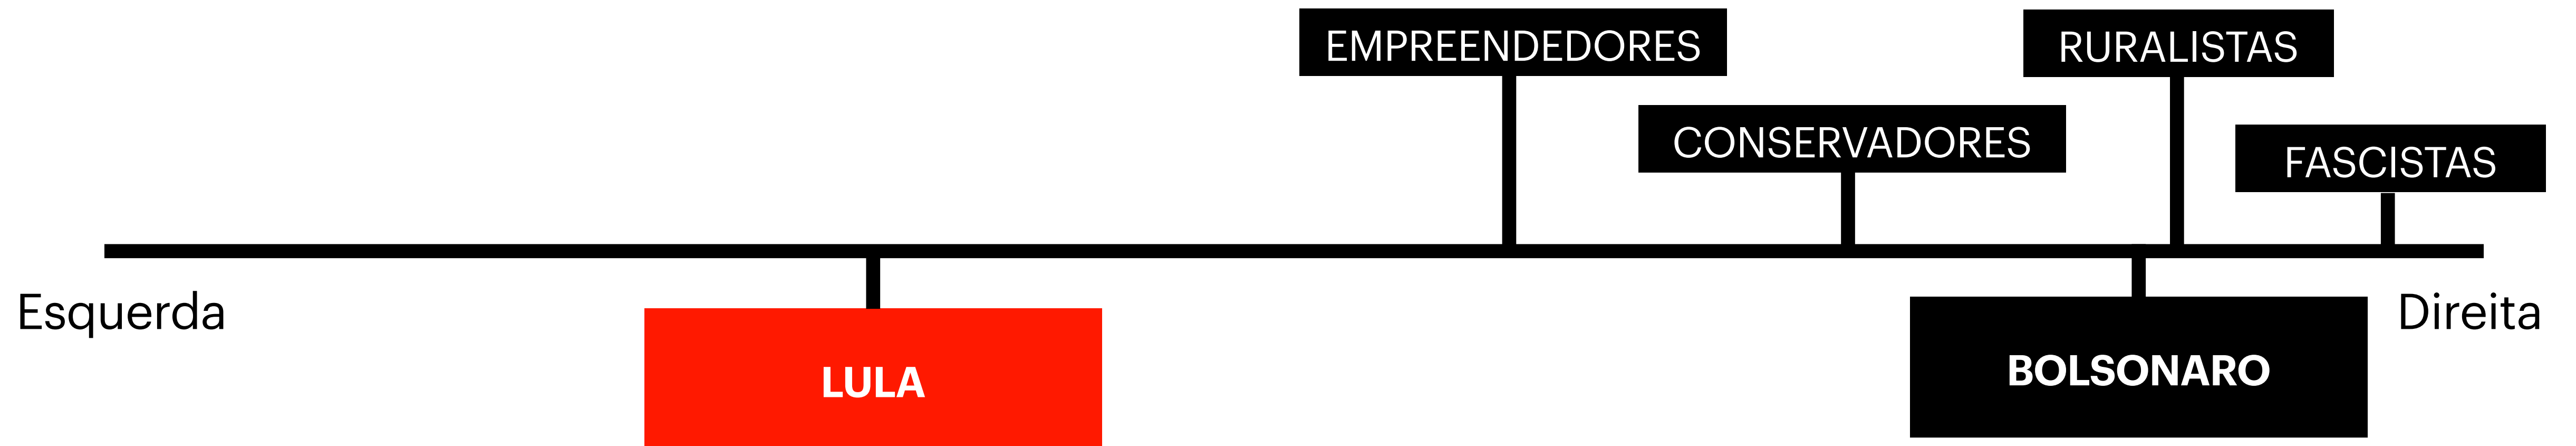 EMPREENDEDORES
RURALISTAS
CONSERVADORES
FASCISTAS
Esquerda
Direita
LULA
BOLSONARO